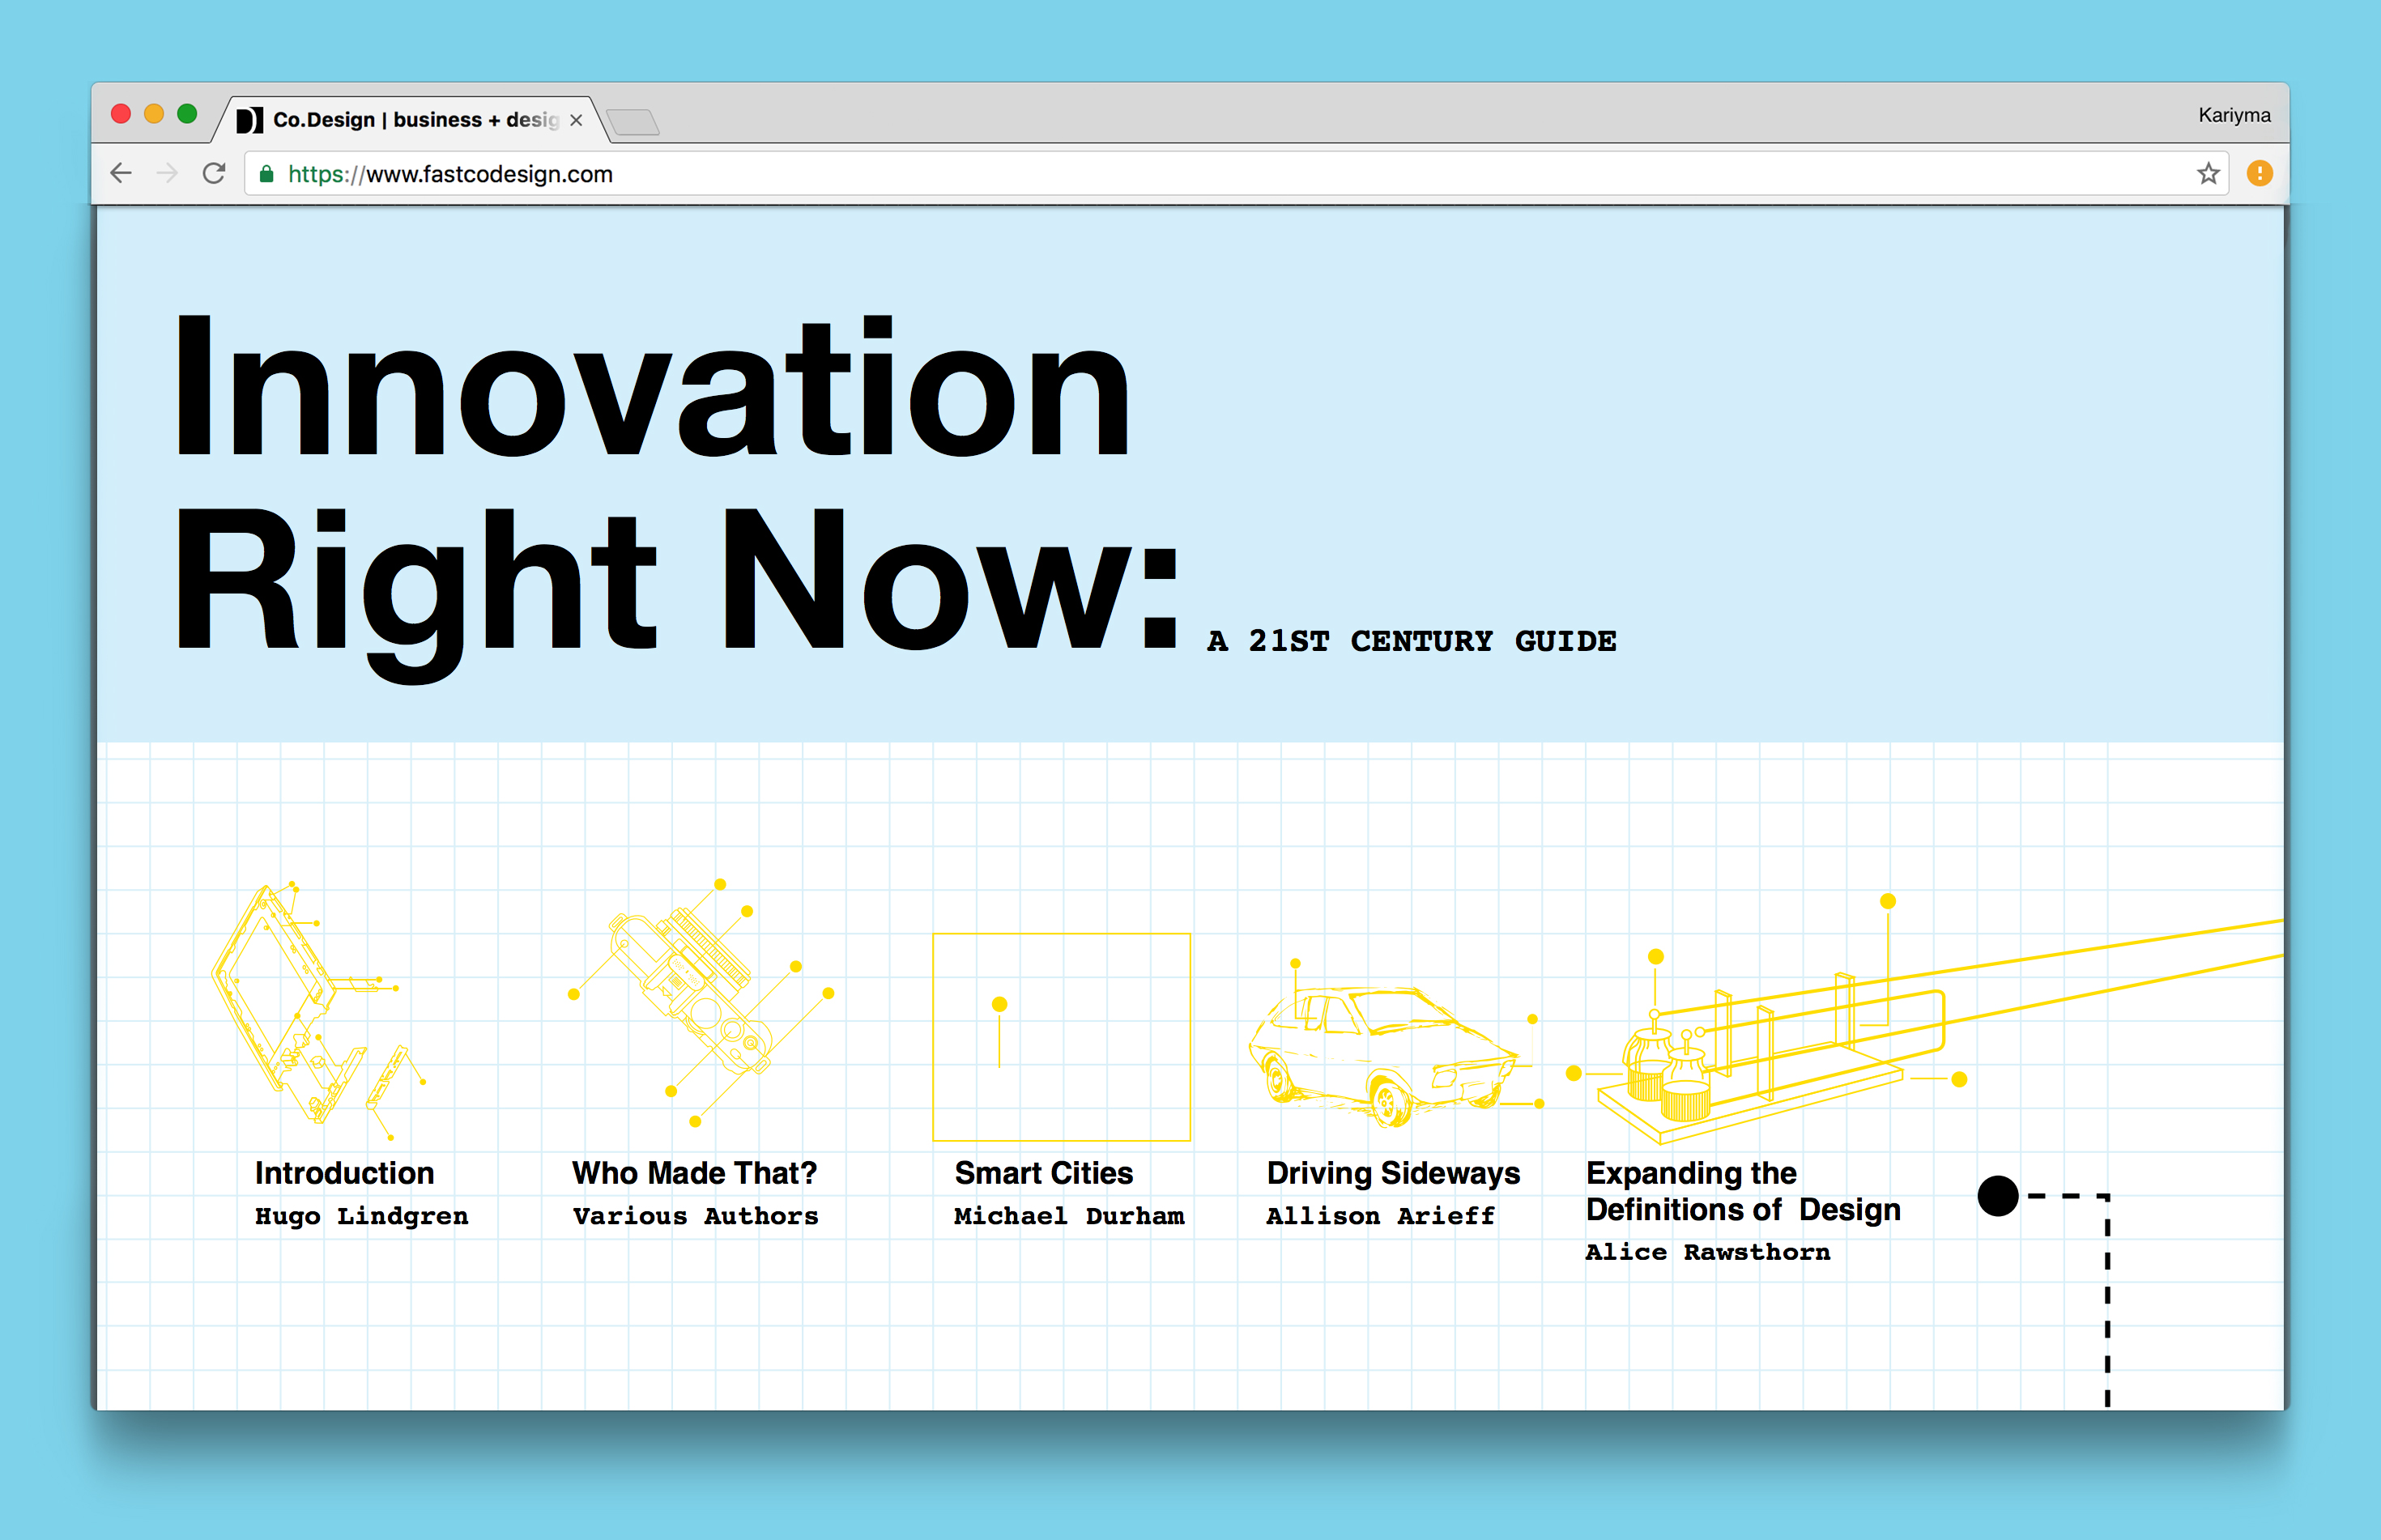 Co.Design | business + desig
Kariyma
https://www.fastcodesign.com
Innovation
Right Now:
A 21ST CENTURY GUIDE
Introduction
Hugo Lindgren
Who Made That?
Various Authors
Smart Cities
Michael Durham
Driving Sideways
Allison Arieff
Expanding the
Definitions of Design
Alice Rawsthorn